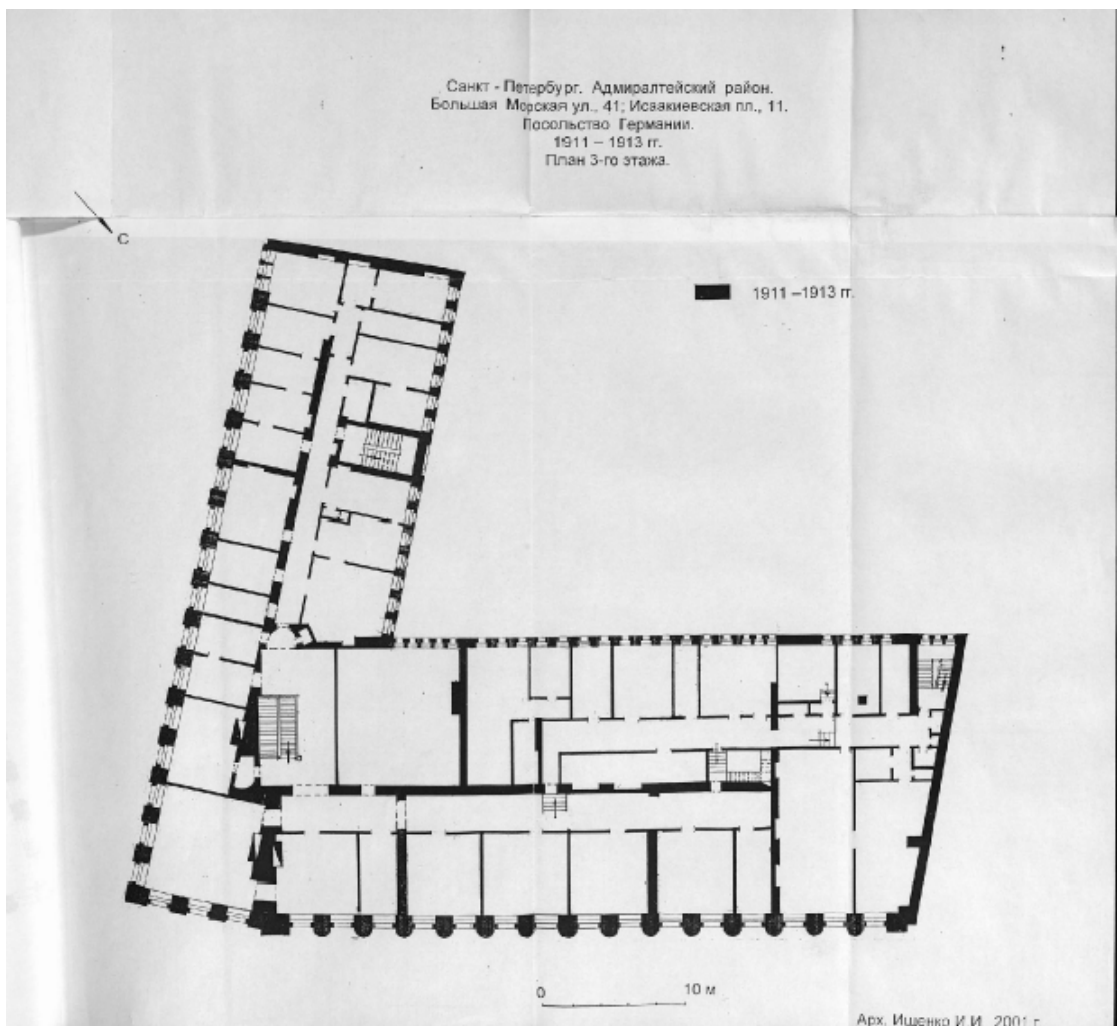 Санкт - Петербург. Адмиралтейский район.
Большая Морская ул., 41; Исаакиевская пл., 11.
Посольство Германии.
1911 – 1913 гг.
План 3-го этажа.
С
1911 –1913 гг.
0 10 м
Арх. Ищенко И.И. 2001 г.